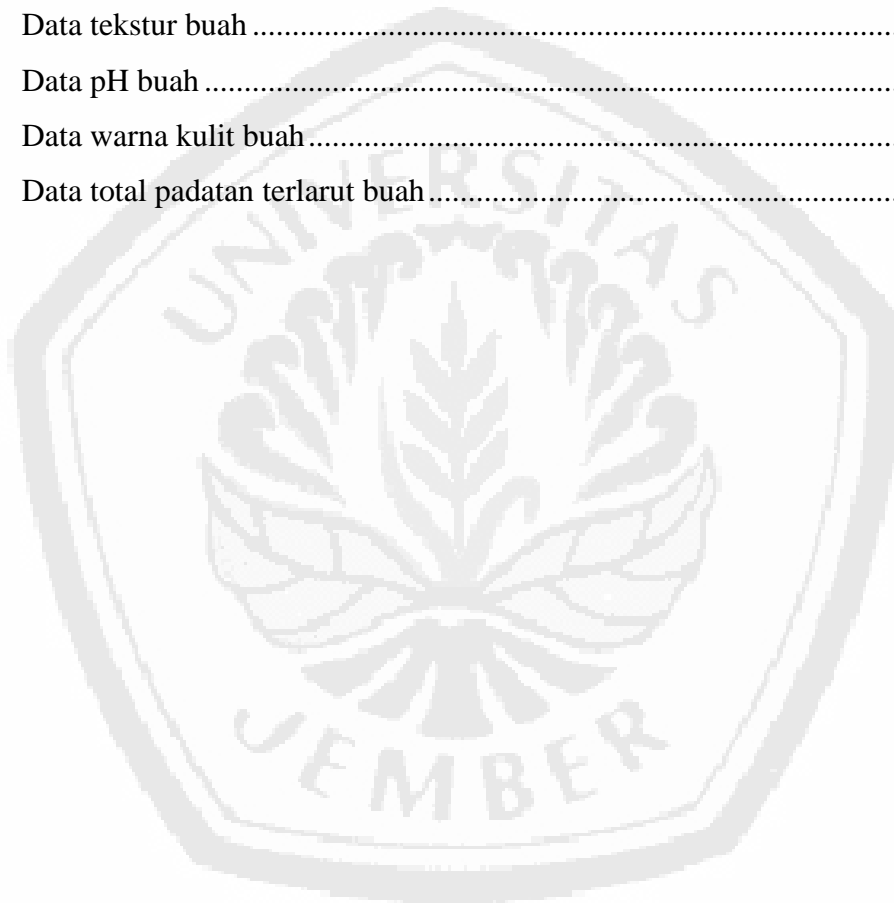 Data tekstur buah ................................................................................
Data pH buah ......................................................................................
Data warna kulit buah .........................................................................
Data total padatan terlarut buah ...........................................................
UNIVERSITAS
JEMBER